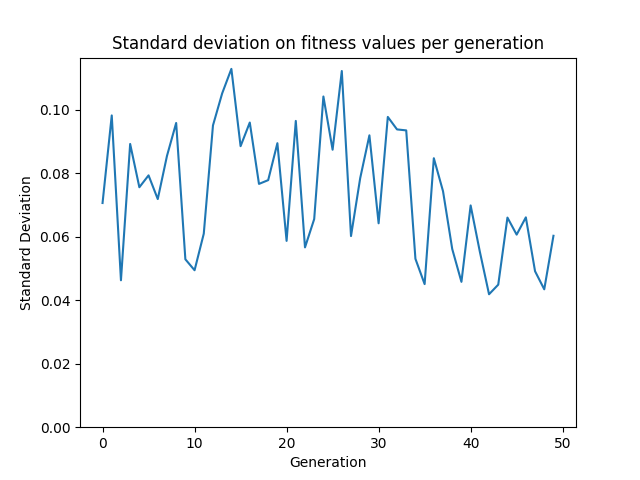 Standard deviation on fitness values per generation
Standard Deviation
0.10
0.08
0.06
0.04
0.02
0.00
0 10 20 30 40 50
Generation